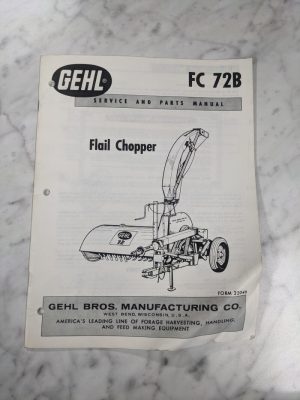 GEHL
FC 72B
SERVICE AND PARTS MANUAL
Flail Chopper
GEHL
FORM
GEHL BROS. MANUFACTURING CO.
WEST BEND, WISCONSIN, U.S.A.
AMERICA'S LEADING LINE OF FORAGE HARVESTING, HANDLING,
AND FEED MAKING EQUIPMENT